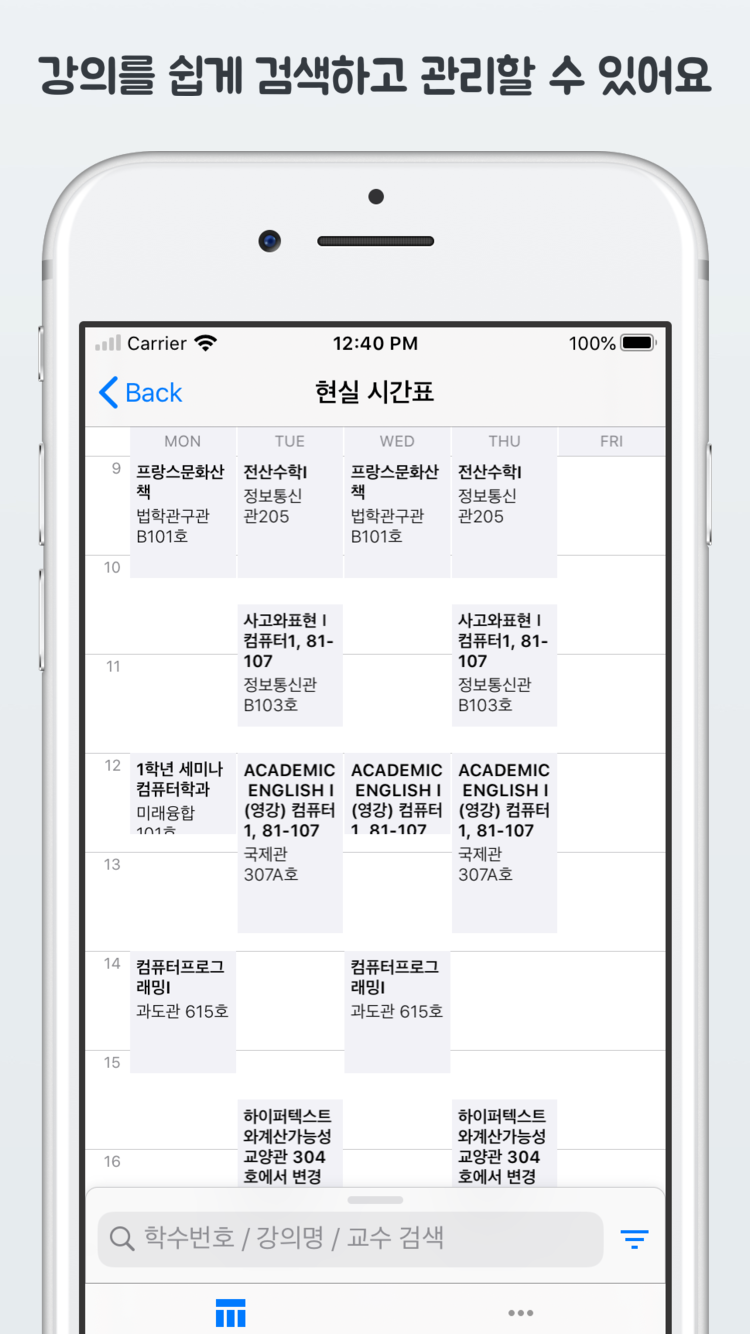 강의를 쉽게 검색하고 관리할 수 있어요
Carrier 12:40 PM 100%
Back 현실 시간표
MON TUE WED THU FRI
9
프랑스문화산
책
법학관구관
B101호
전산수학I
정보통신
관205
프랑스문화산
책
법학관구관
B101호
전산수학I
정보통신
관205
10
사고와표현 I
컴퓨터1, 81-
107
정보통신관
B103호
사고와표현 I
컴퓨터1, 81-
107
정보통신관
B103호
11
12
1학년 세미나
컴퓨터학과
미래융합
101호
ACADEMIC
ENGLISH I
(영강) 컴퓨터
1, 81-107
국제관
307A호
ACADEMIC
ENGLISH I
(영강) 컴퓨터
1, 81-107
ACADEMIC
ENGLISH I
(영강) 컴퓨터
1, 81-107
국제관
307A호
13
14
컴퓨터프로그
래밍I
과도관 615호
컴퓨터프로그
래밍I
과도관 615호
15
하이퍼텍스트
와계산가능성
교양관 304
호에서 변경
하이퍼텍스트
와계산가능성
교양관 304
호에서 변경
16
학수번호 / 강의명 / 교수 검색